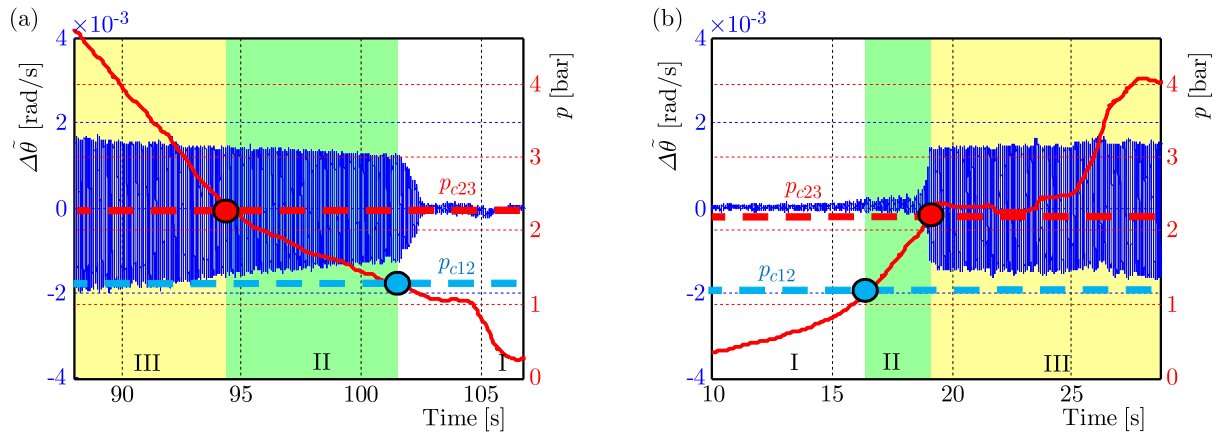 (a)
×10⁻³
4
2
0
-2
-4
Δθ̃ [rad/s]
4
3
2
1
0
p [bar]
p_c23
p_c12
III
II
I
90
95
100
105
Time [s]
(b)
×10⁻³
4
2
0
-2
-4
Δθ̃ [rad/s]
4
3
2
1
0
p [bar]
p_c23
p_c12
I
II
III
10
15
20
25
Time [s]